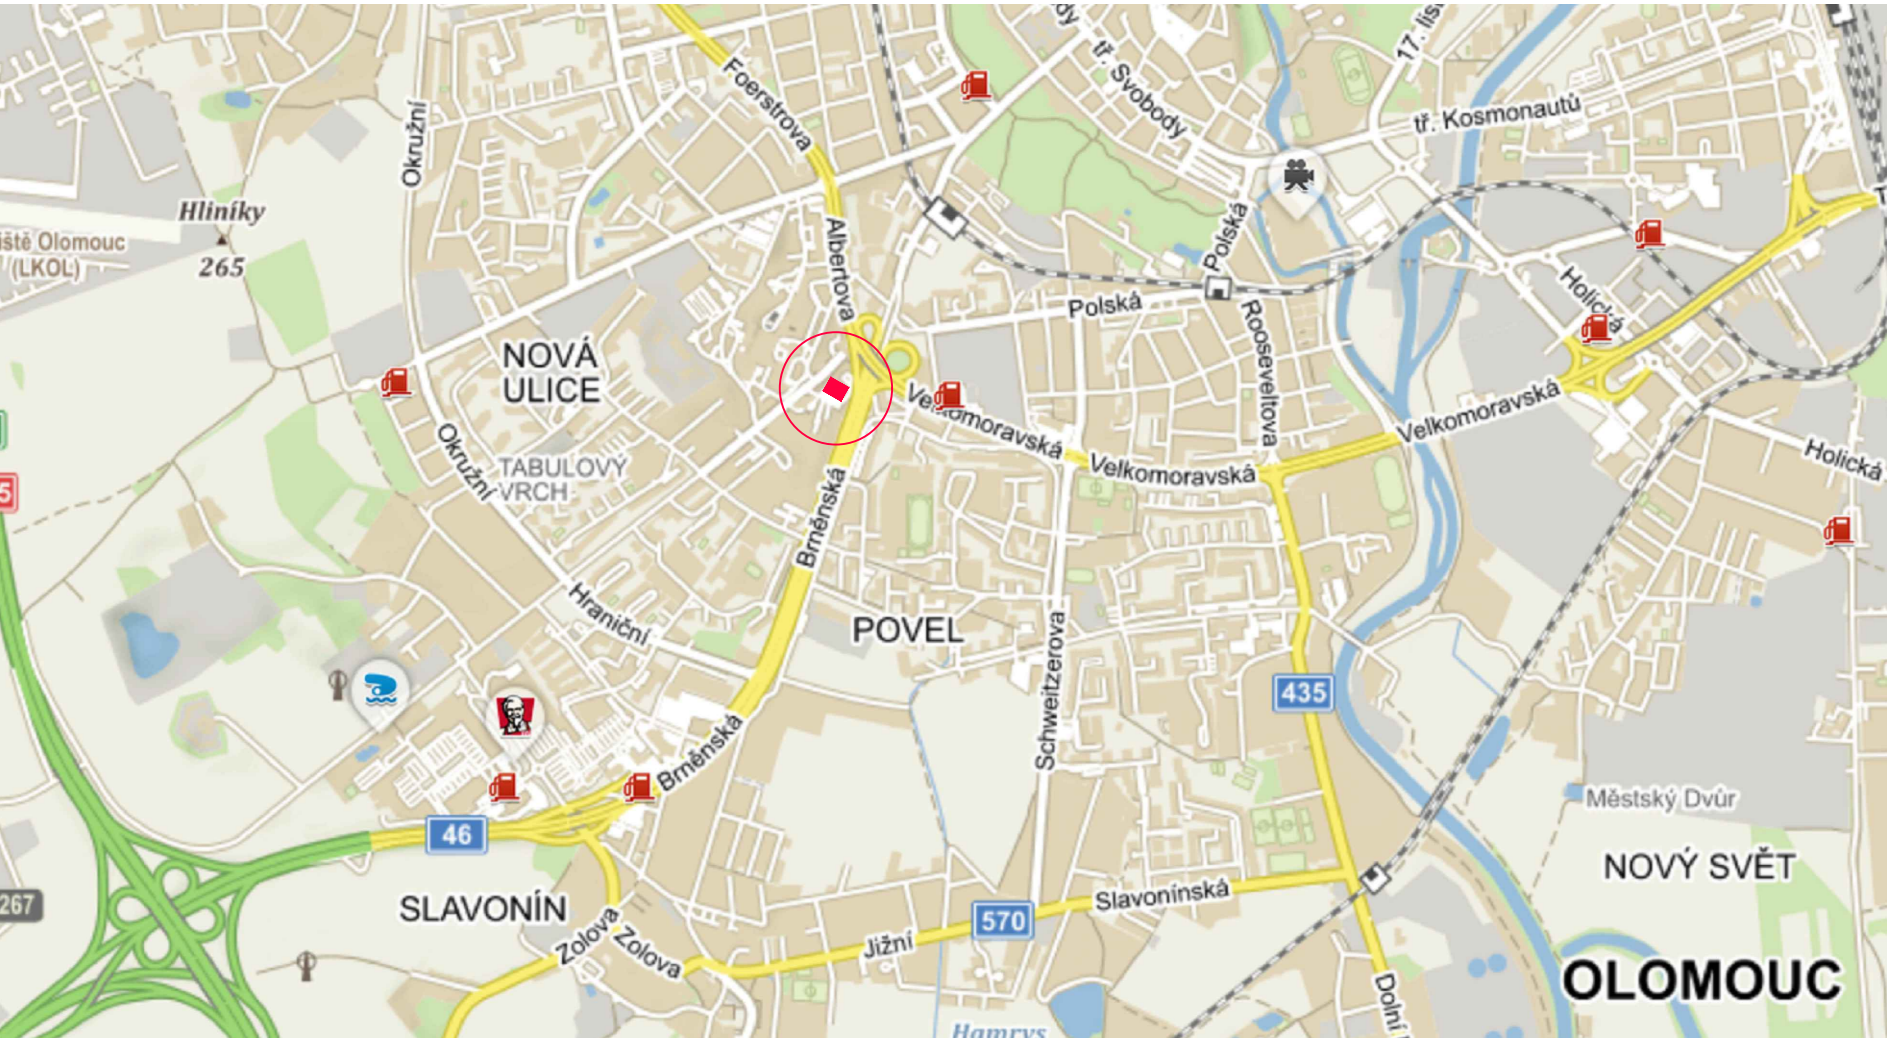 tř. Svobody
17. lis
Foerstrova
tř. Kosmonautů
Okružní
Hliníky
265
iště Olomouc
(LKOL)
Albertova
Polská
Polská
Holická
Rooseveltova
NOVÁ
ULICE
Velkomoravská
Velkomoravská
Velkomoravská
Holická
Okružní
TABULOVÝ
VRCH
5
Brněnská
Hraniční
POVEL
Schweitzerova
435
Brněnská
46
Městský Dvůr
NOVÝ SVĚT
267
SLAVONÍN
Slavonínská
570
Zolova
Zolova
Jižní
OLOMOUC
Dolní
Hamrys